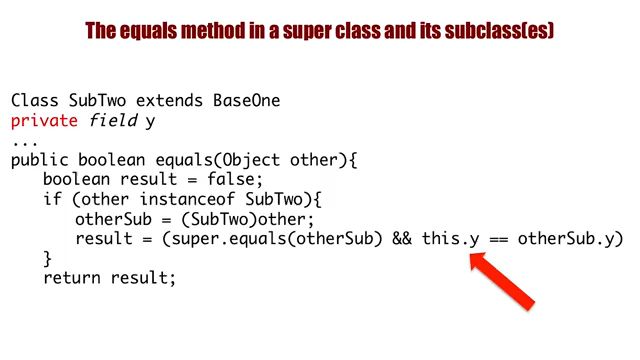 The equals method in a super class and its subclass(es)
Class SubTwo extends BaseOne
private field y
...
public boolean equals(Object other){
boolean result = false;
if (other instanceof SubTwo){
otherSub = (SubTwo)other;
result = (super.equals(otherSub) && this.y == otherSub.y)
}
return result;